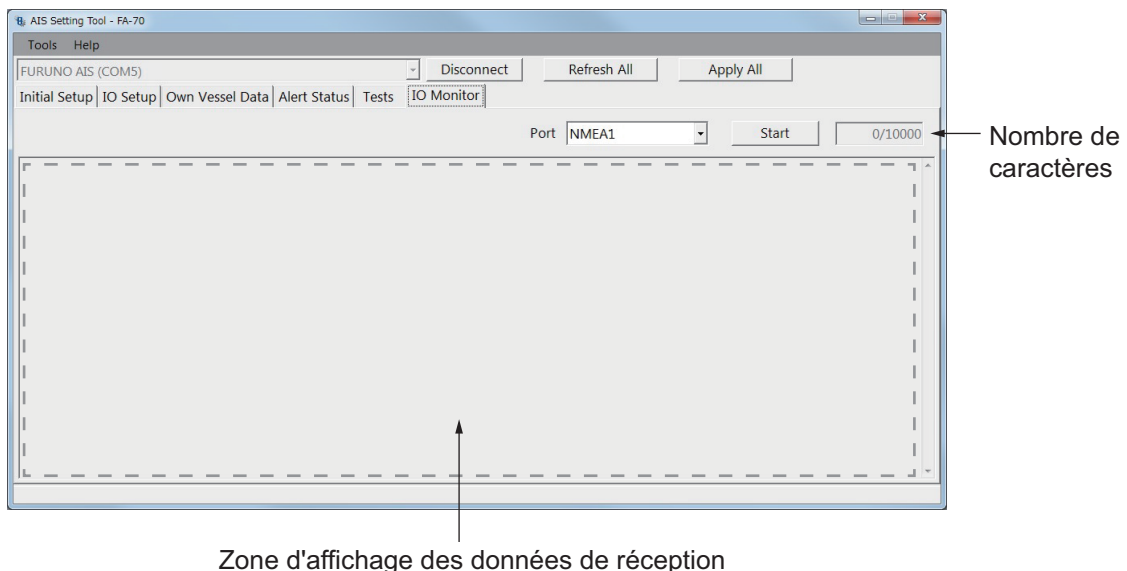 AIS Setting Tool - FA-70
Tools Help
FURUNO AIS (COM5) Disconnect Refresh All Apply All
Initial Setup IO Setup Own Vessel Data Alert Status Tests IO Monitor
Port NMEA1 Start 0/10000
Nombre de
caractères
Zone d'affichage des données de réception